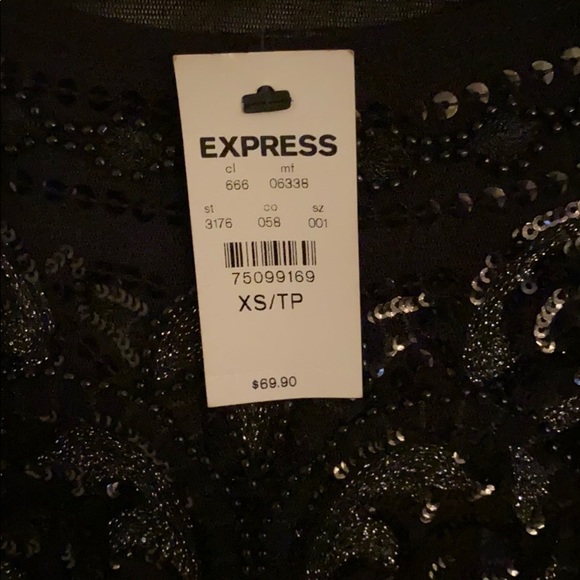 EXPRESS
cl mt
666 06338
st co sz
3176 058 001
75099169
XS/TP
$69.90